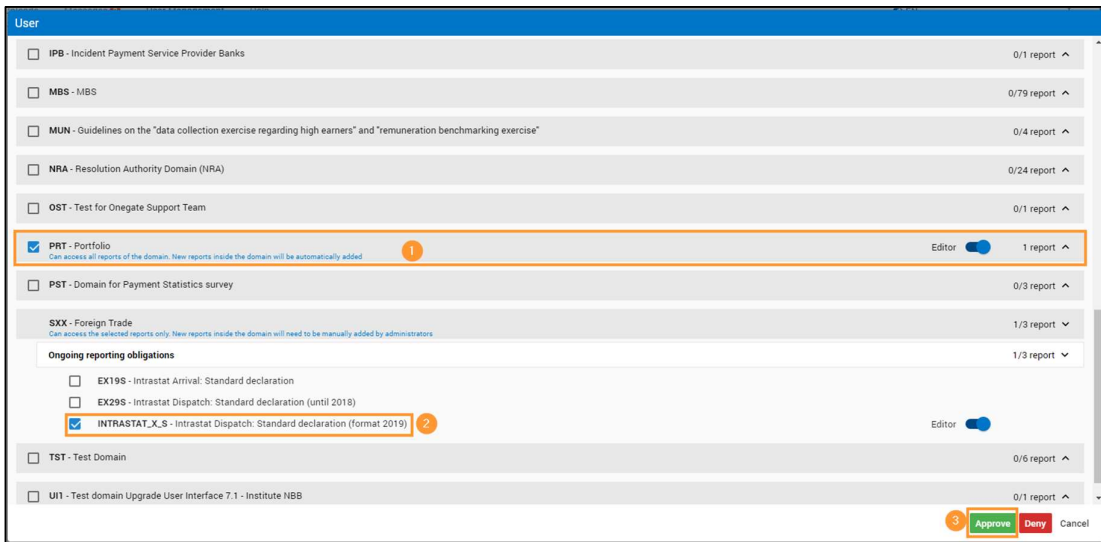 User
IPB - Incident Payment Service Provider Banks 0/1 report
MBS - MBS 0/79 report
MUN - Guidelines on the "data collection exercise regarding high earners" and "remuneration benchmarking exercise" 0/4 report
NRA - Resolution Authority Domain (NRA) 0/24 report
OST - Test for Onegate Support Team 0/1 report
PRT - Portfolio 1 Editor 1 report
Can access all reports of the domain. New reports inside the domain will be automatically added
PST - Domain for Payment Statistics survey 0/3 report
SXX - Foreign Trade 1/3 report
Can access the selected reports only. New reports inside the domain will need to be manually added by administrators
Ongoing reporting obligations 1/3 report
EX19S - Intrastat Arrival: Standard declaration
EX29S - Intrastat Dispatch: Standard declaration (until 2018)
INTRASTAT_X_S - Intrastat Dispatch: Standard declaration (format 2019) 2 Editor
TST - Test Domain 0/6 report
UI1 - Test domain Upgrade User Interface 7.1 - Institute NBB 0/1 report
3 Approve Deny Cancel